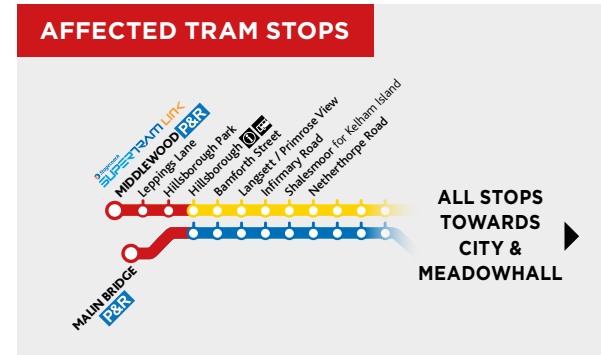 AFFECTED TRAM STOPS
Stagecoach
SUPERTRAM LINK
MIDDLEWOOD P&R
Leppings Lane
Hillsborough Park
Hillsborough
Bamforth Street
Langsett / Primrose View
Infirmary Road
Shalesmoor for Kelham Island
Netherthorpe Road
MALIN BRIDGE
P&R
ALL STOPS
TOWARDS
CITY &
MEADOWHALL